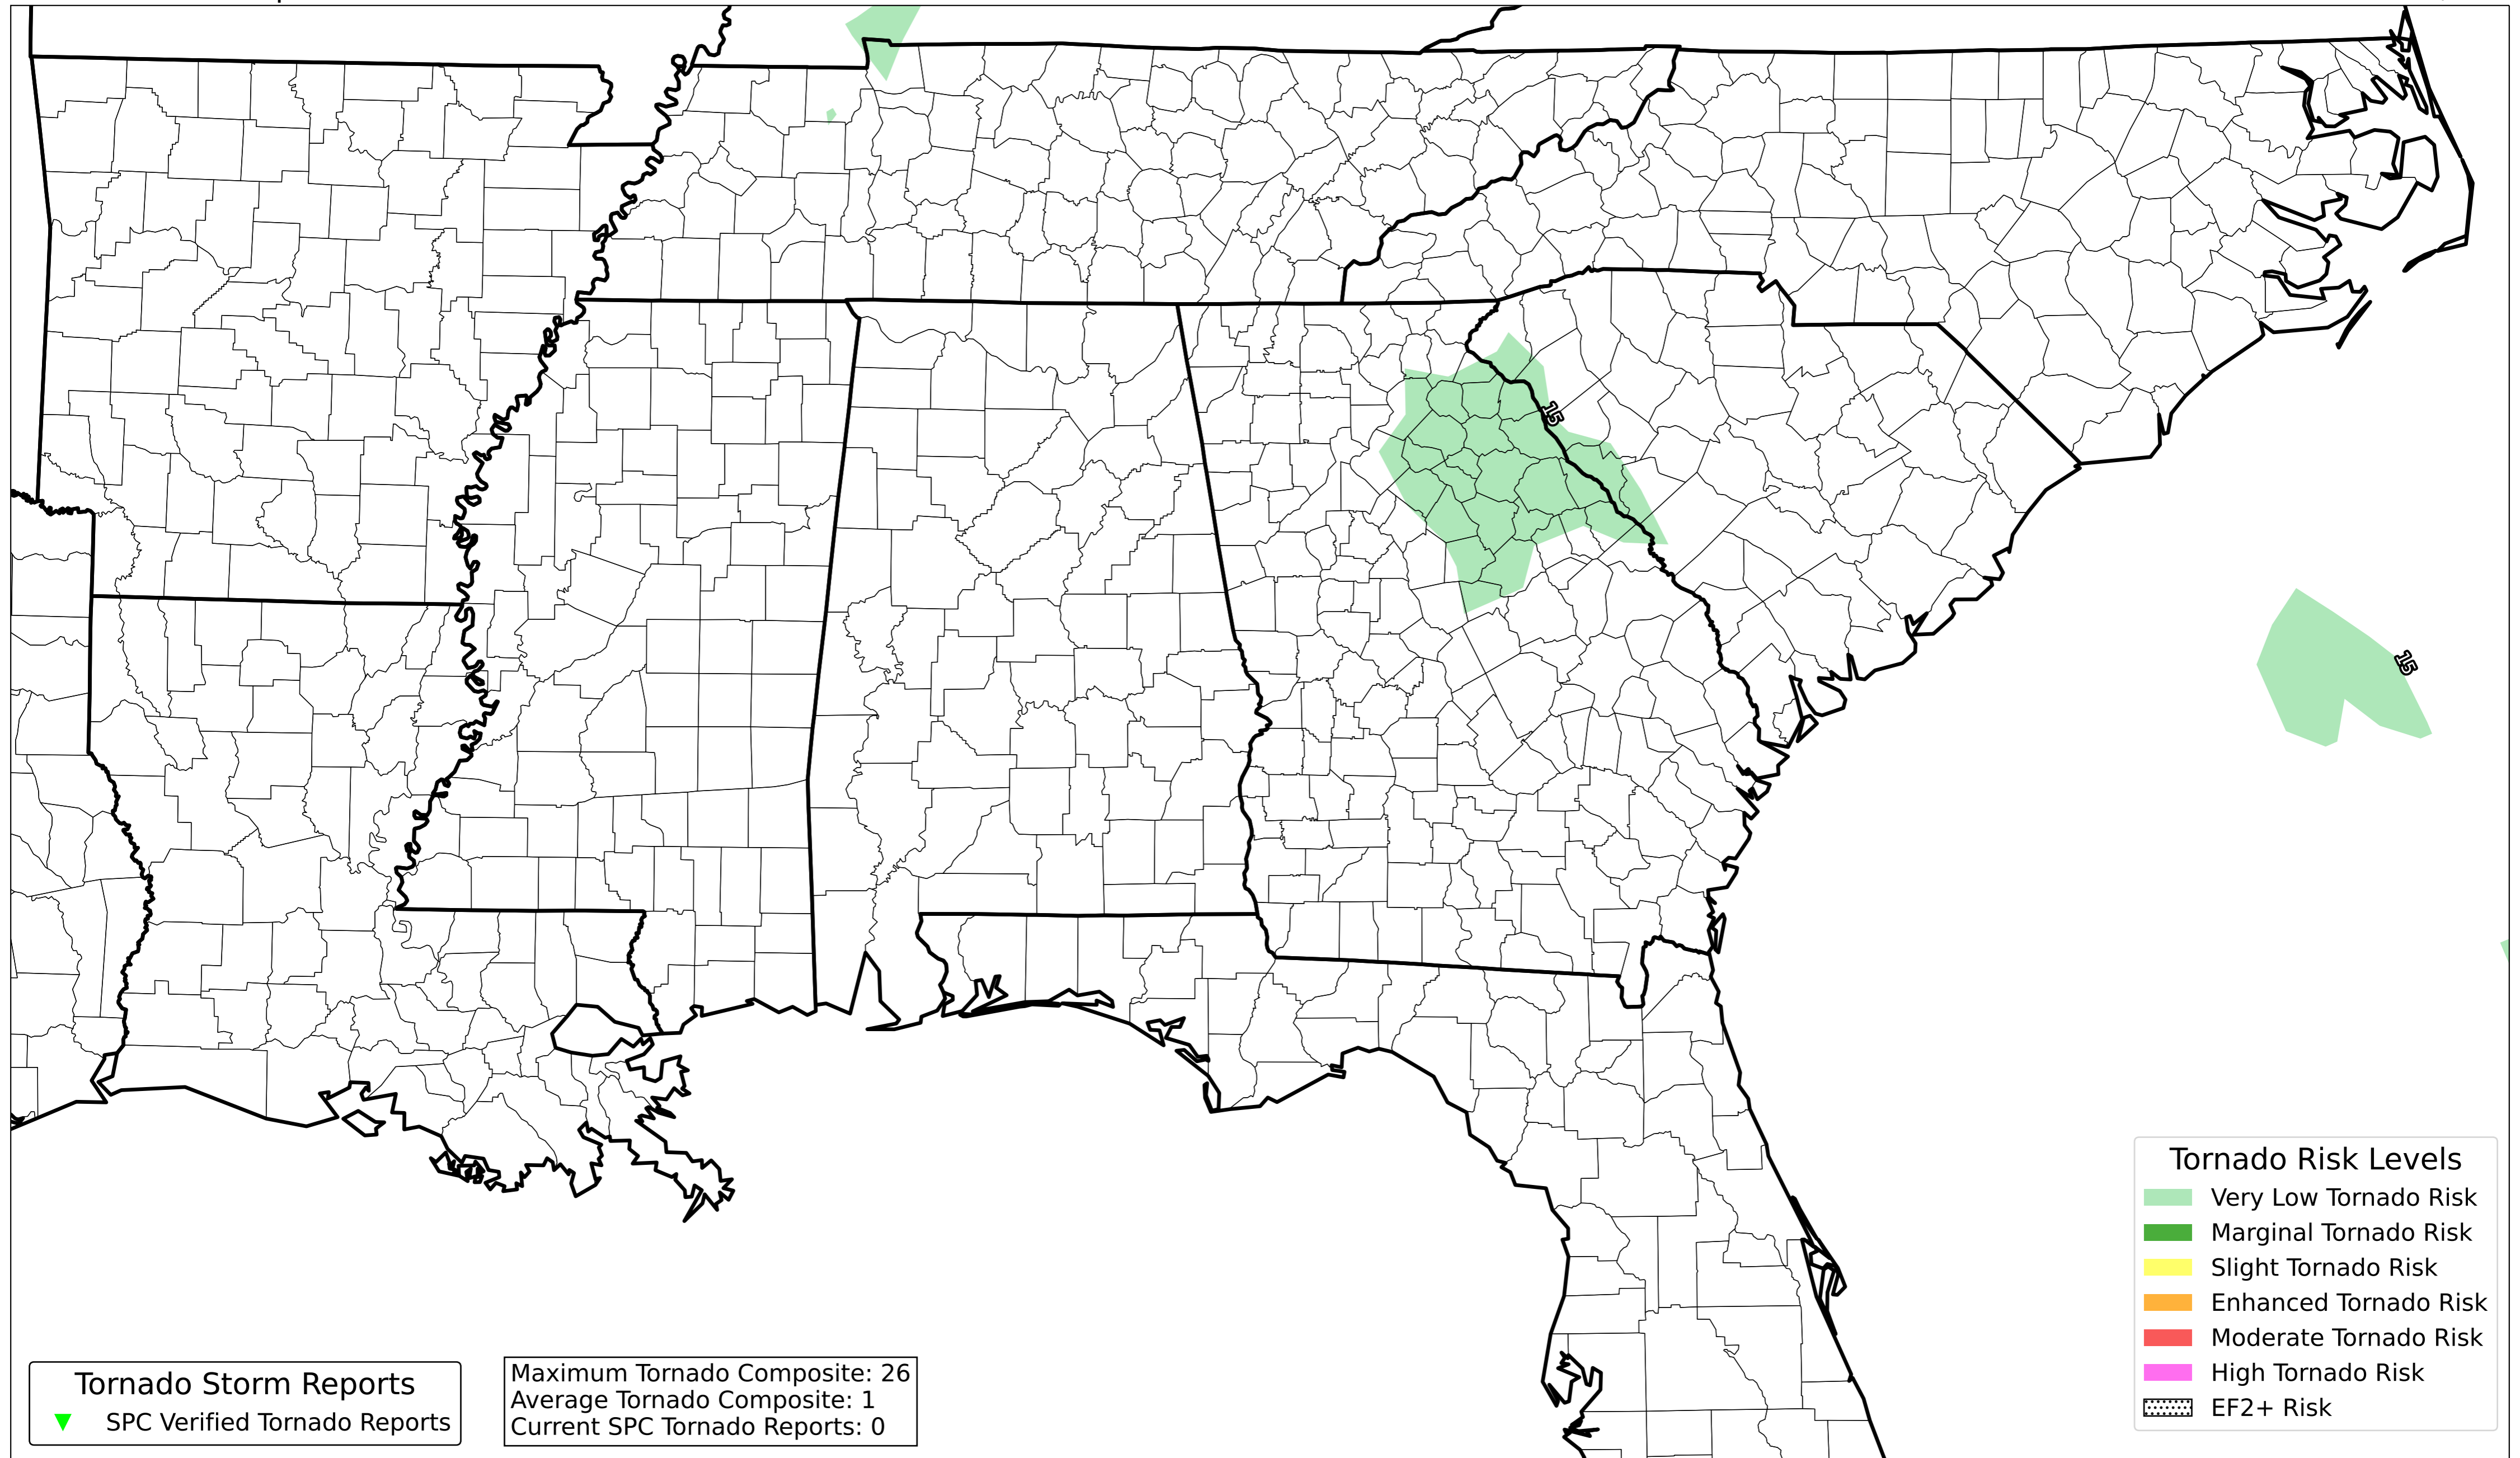 15
15
Tornado Risk Levels
Very Low Tornado Risk
Marginal Tornado Risk
Slight Tornado Risk
Enhanced Tornado Risk
Moderate Tornado Risk
High Tornado Risk
EF2+ Risk
Tornado Storm Reports
SPC Verified Tornado Reports
Maximum Tornado Composite: 26
Average Tornado Composite: 1
Current SPC Tornado Reports: 0